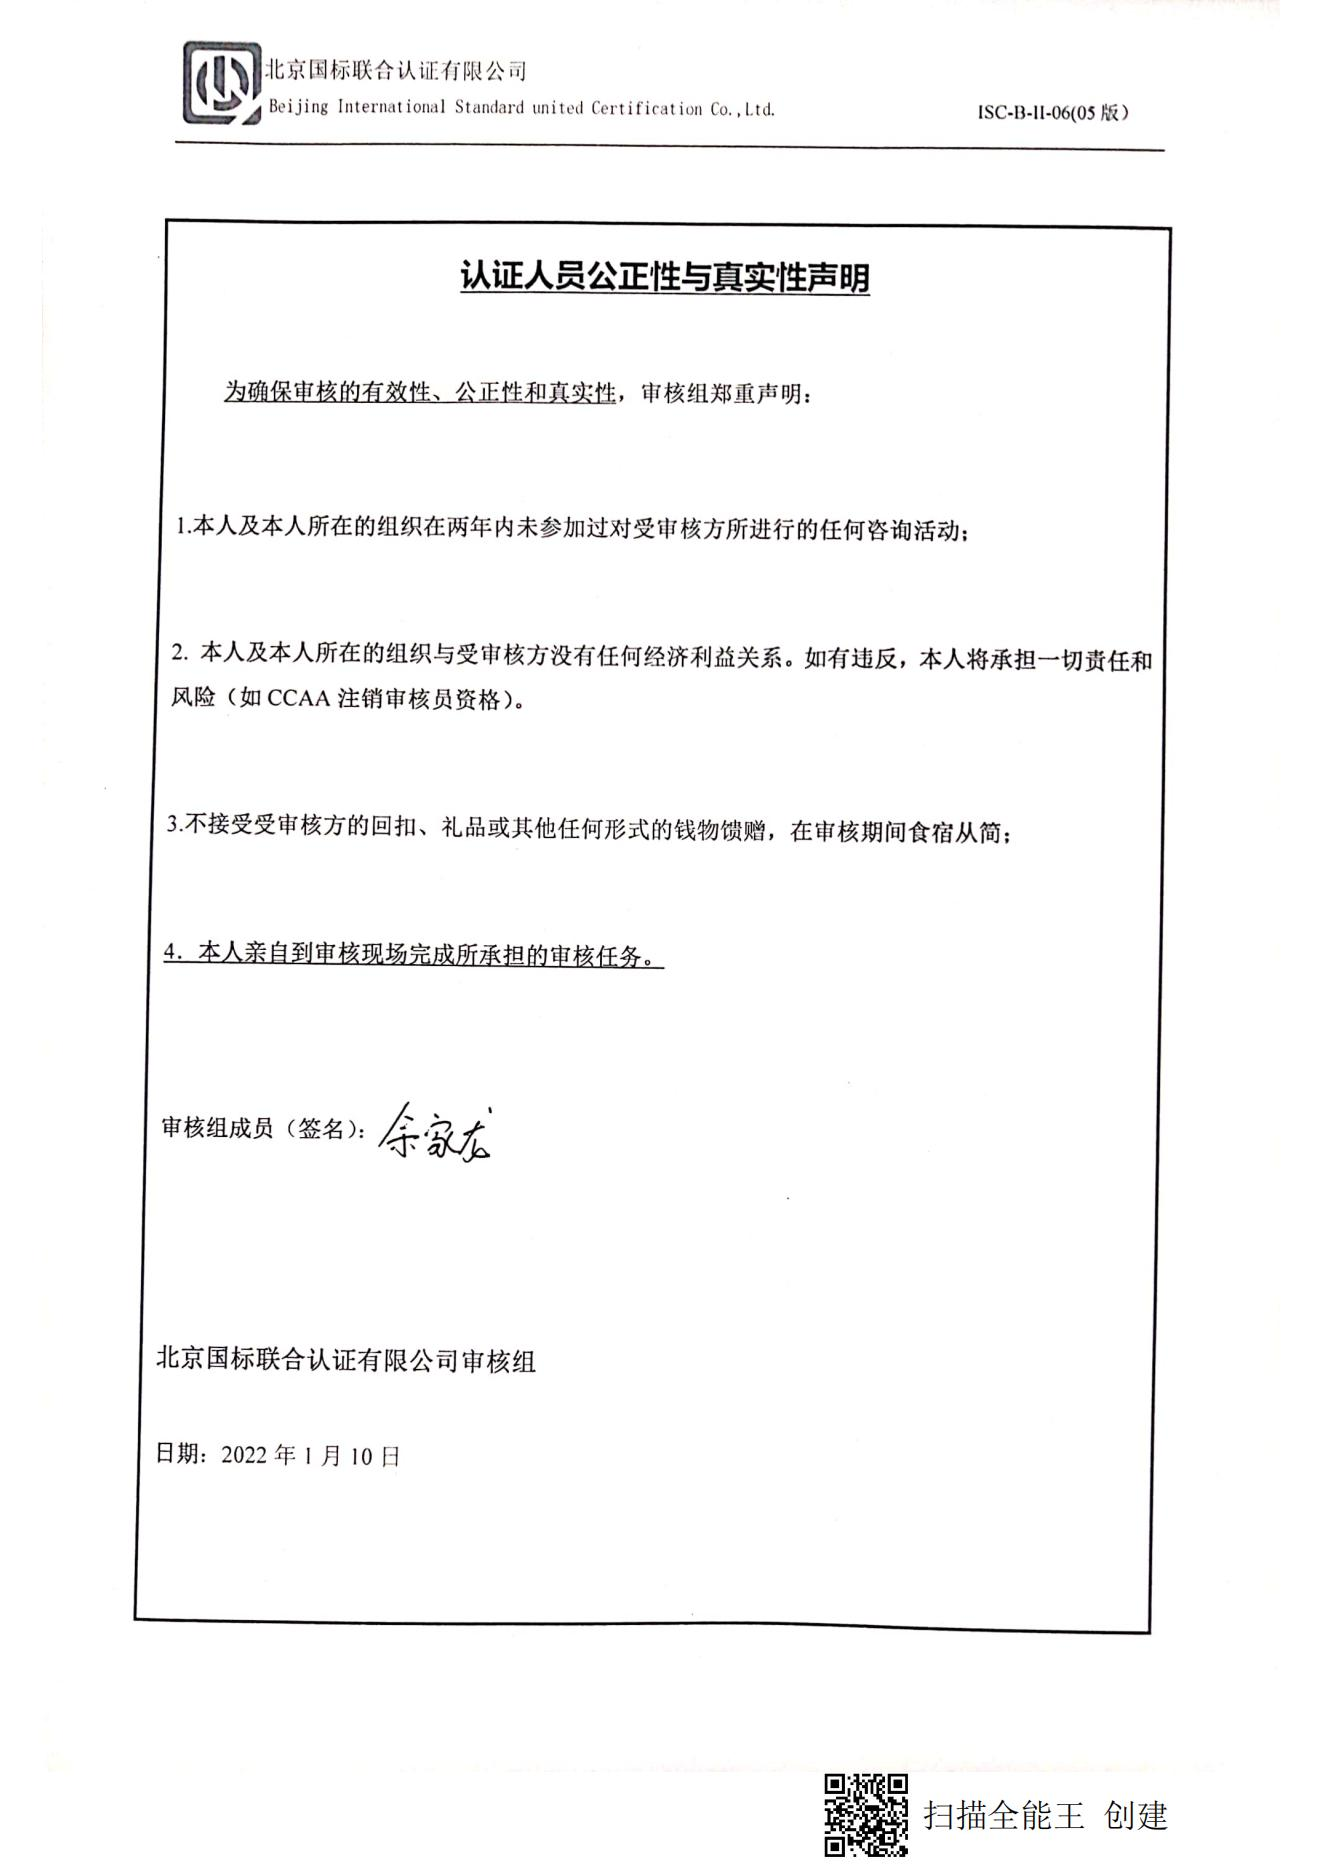 北京国标联合认证有限公司
Beijing International Standard united Certification Co.,Ltd.
ISC-B-II-06(05版)
认证人员公正性与真实性声明
为确保审核的有效性、公正性和真实性，审核组郑重声明：
1.本人及本人所在的组织在两年内未参加过对受审核方所进行的任何咨询活动；
2. 本人及本人所在的组织与受审核方没有任何经济利益关系。如有违反，本人将承担一切责任和
风险（如 CCAA 注销审核员资格）。
3.不接受受审核方的回扣、礼品或其他任何形式的钱物馈赠，在审核期间食宿从简；
4．本人亲自到审核现场完成所承担的审核任务。
审核组成员（签名）：余家龙
北京国标联合认证有限公司审核组
日期：2022 年 1 月 10 日
扫描全能王 创建